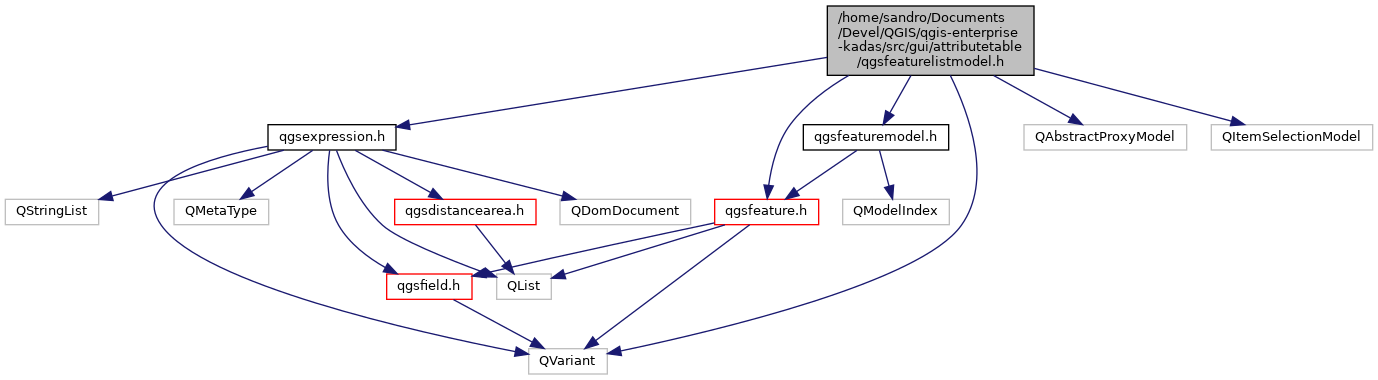 /home/sandro/Documents
/Devel/QGIS/qgis-enterprise
-kadas/src/gui/attributetable
/qgsfeaturelistmodel.h
qgsexpression.h
qgsfeaturemodel.h
QAbstractProxyModel
QItemSelectionModel
QStringList
QMetaType
qgsdistancearea.h
QDomDocument
qgsfeature.h
QModelIndex
qgsfield.h
QList
QVariant